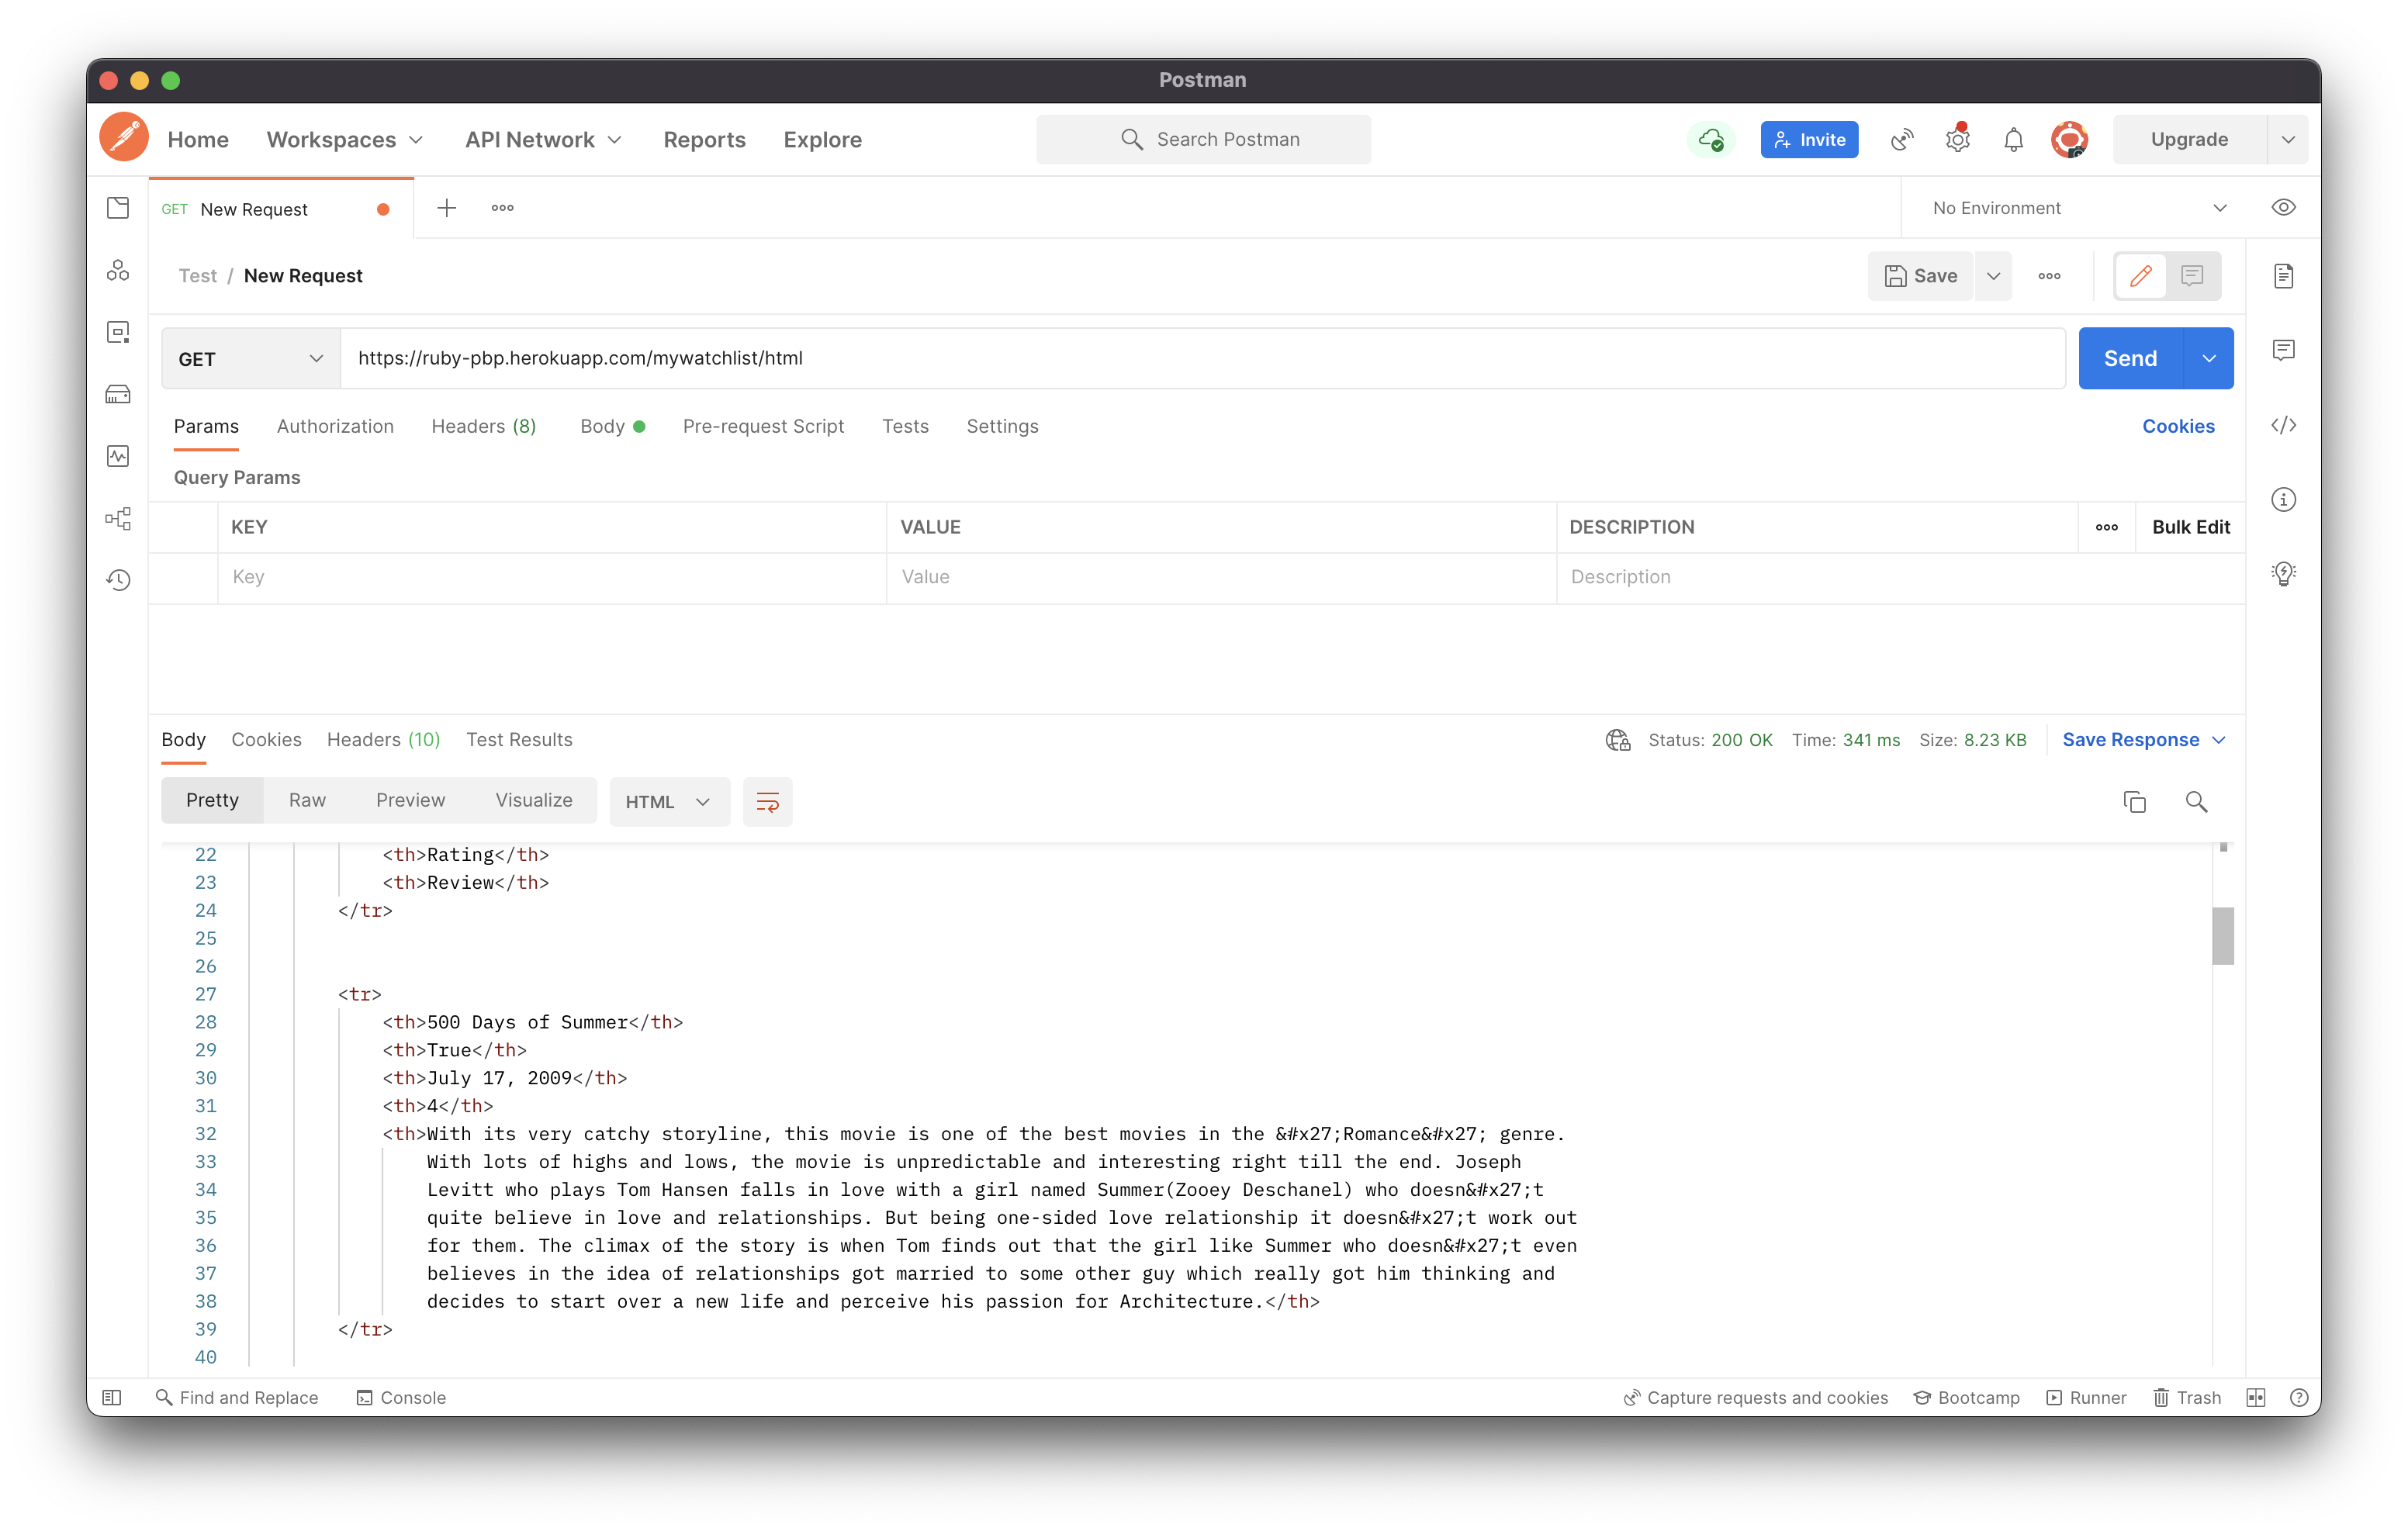 Postman
Home Workspaces API Network Reports Explore Search Postman Invite Upgrade
GET New Request No Environment
Test / New Request Save
GET https://ruby-pbp.herokuapp.com/mywatchlist/html Send
Params Authorization Headers (8) Body Pre-request Script Tests Settings Cookies
Query Params
KEY VALUE DESCRIPTION Bulk Edit
Key Value Description
Body Cookies Headers (10) Test Results Status: 200 OK Time: 341 ms Size: 8.23 KB Save Response
Pretty Raw Preview Visualize HTML
22 <th>Rating</th>
23 <th>Review</th>
24 </tr>
25
26
27 <tr>
28 <th>500 Days of Summer</th>
29 <th>True</th>
30 <th>July 17, 2009</th>
31 <th>4</th>
32 <th>With its very catchy storyline, this movie is one of the best movies in the &#x27;Romance&#x27; genre.
33 With lots of highs and lows, the movie is unpredictable and interesting right till the end. Joseph
34 Levitt who plays Tom Hansen falls in love with a girl named Summer(Zooey Deschanel) who doesn&#x27;t
35 quite believe in love and relationships. But being one-sided love relationship it doesn&#x27;t work out
36 for them. The climax of the story is when Tom finds out that the girl like Summer who doesn&#x27;t even
37 believes in the idea of relationships got married to some other guy which really got him thinking and
38 decides to start over a new life and perceive his passion for Architecture.</th>
39 </tr>
40
Find and Replace Console Capture requests and cookies Bootcamp Runner Trash